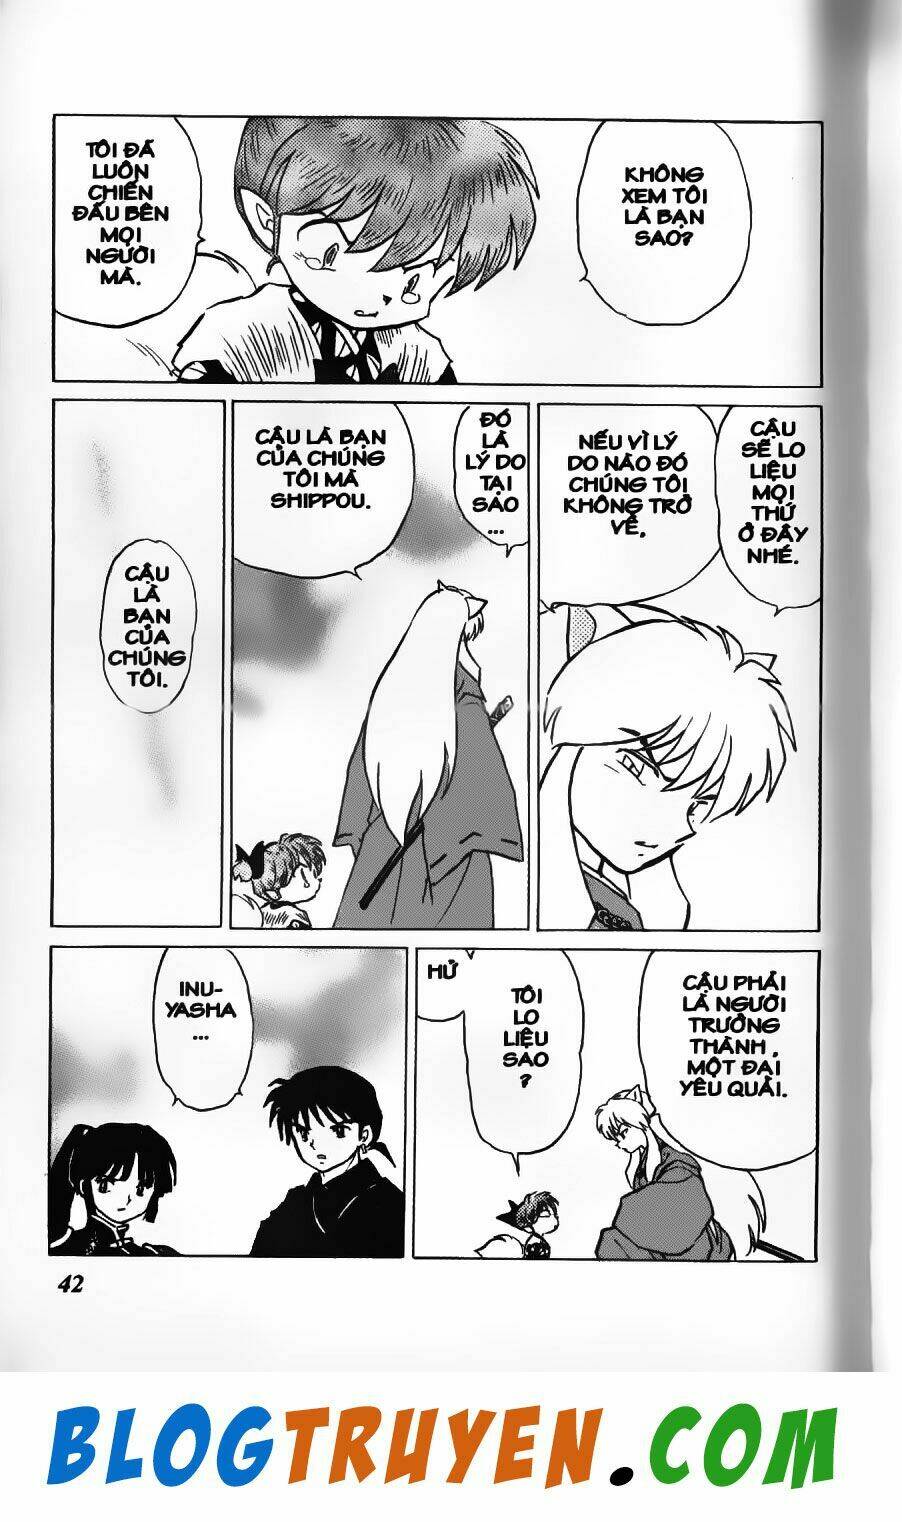 KHÔNG
XEM TÔI
LÀ BẠN
SAO?
TÔI ĐÃ
LUÔN
CHIẾN
ĐẤU BÊN
MỌI
NGƯỜI
MÀ.
CẬU
SẼ LO
LIỆU
MỌI
THỨ
Ở ĐÂY
NHÉ.
NẾU VÌ LÝ
DO NÀO ĐÓ
CHÚNG TÔI
KHÔNG TRỞ
VỀ,
ĐÓ
LÀ
LÝ DO
TẠI
SAO
...
CẬU LÀ BẠN
CỦA CHÚNG
TÔI MÀ
SHIPPOU.
CẬU
LÀ
BẠN
CỦA
CHÚNG
TÔI.
CẬU PHẢI
LÀ NGƯỜI
TRƯỞNG
THÀNH,
MỘT ĐẠI
YÊU QUÁI.
HỬ
TÔI
LO
LIỆU
SAO
?
INU-
YASHA
...
42
BLOGTRUYEN.COM